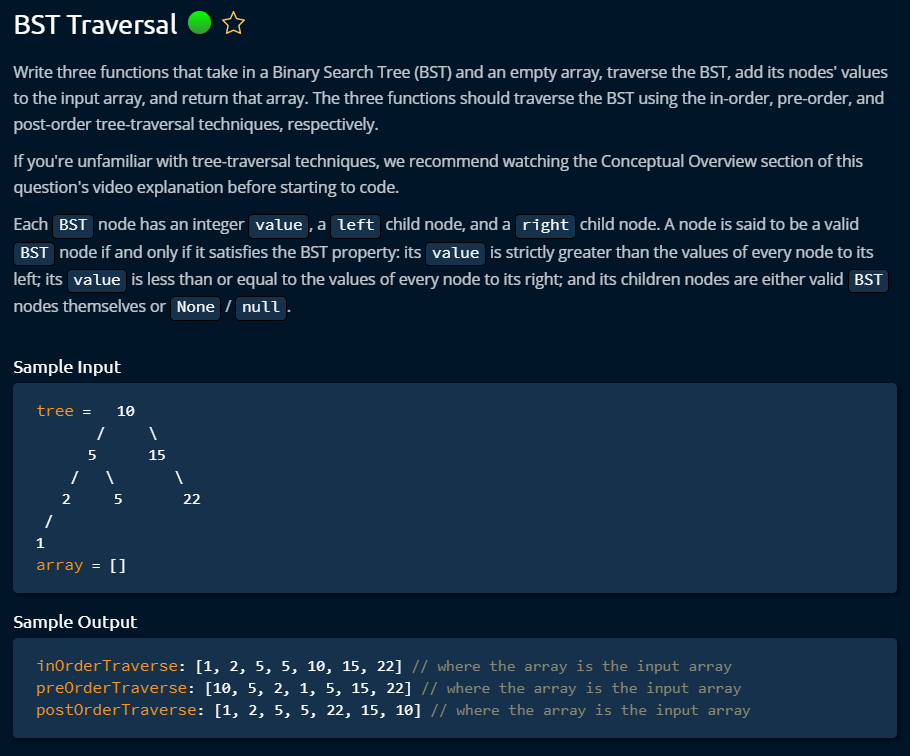 BST Traversal
Write three functions that take in a Binary Search Tree (BST) and an empty array, traverse the BST, add its nodes' values
to the input array, and return that array. The three functions should traverse the BST using the in-order, pre-order, and
post-order tree-traversal techniques, respectively.
If you're unfamiliar with tree-traversal techniques, we recommend watching the Conceptual Overview section of this
question's video explanation before starting to code.
Each BST node has an integer value, a left child node, and a right child node. A node is said to be a valid
BST node if and only if it satisfies the BST property: its value is strictly greater than the values of every node to its
left; its value is less than or equal to the values of every node to its right; and its children nodes are either valid BST
nodes themselves or None / null.
Sample Input
tree =   10
       /     \
      5      15
    /   \       \
   2     5       22
 /
1
array = []
Sample Output
inOrderTraverse: [1, 2, 5, 5, 10, 15, 22] // where the array is the input array
preOrderTraverse: [10, 5, 2, 1, 5, 15, 22] // where the array is the input array
postOrderTraverse: [1, 2, 5, 5, 22, 15, 10] // where the array is the input array